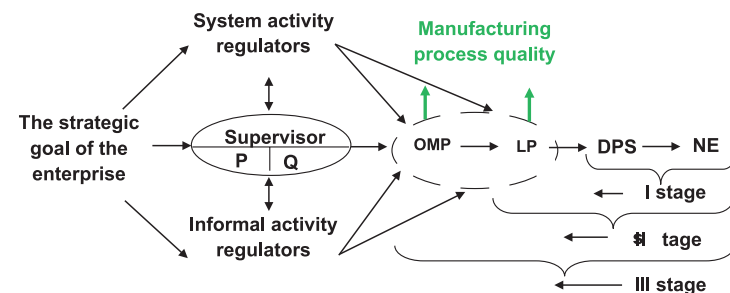 System activity
regulators
Manufacturing
process quality
The strategic
goal of the
enterprise
Supervisor
P Q
OMP
LP
DPS
NE
Informal activity
regulators
I stage
tage
III stage